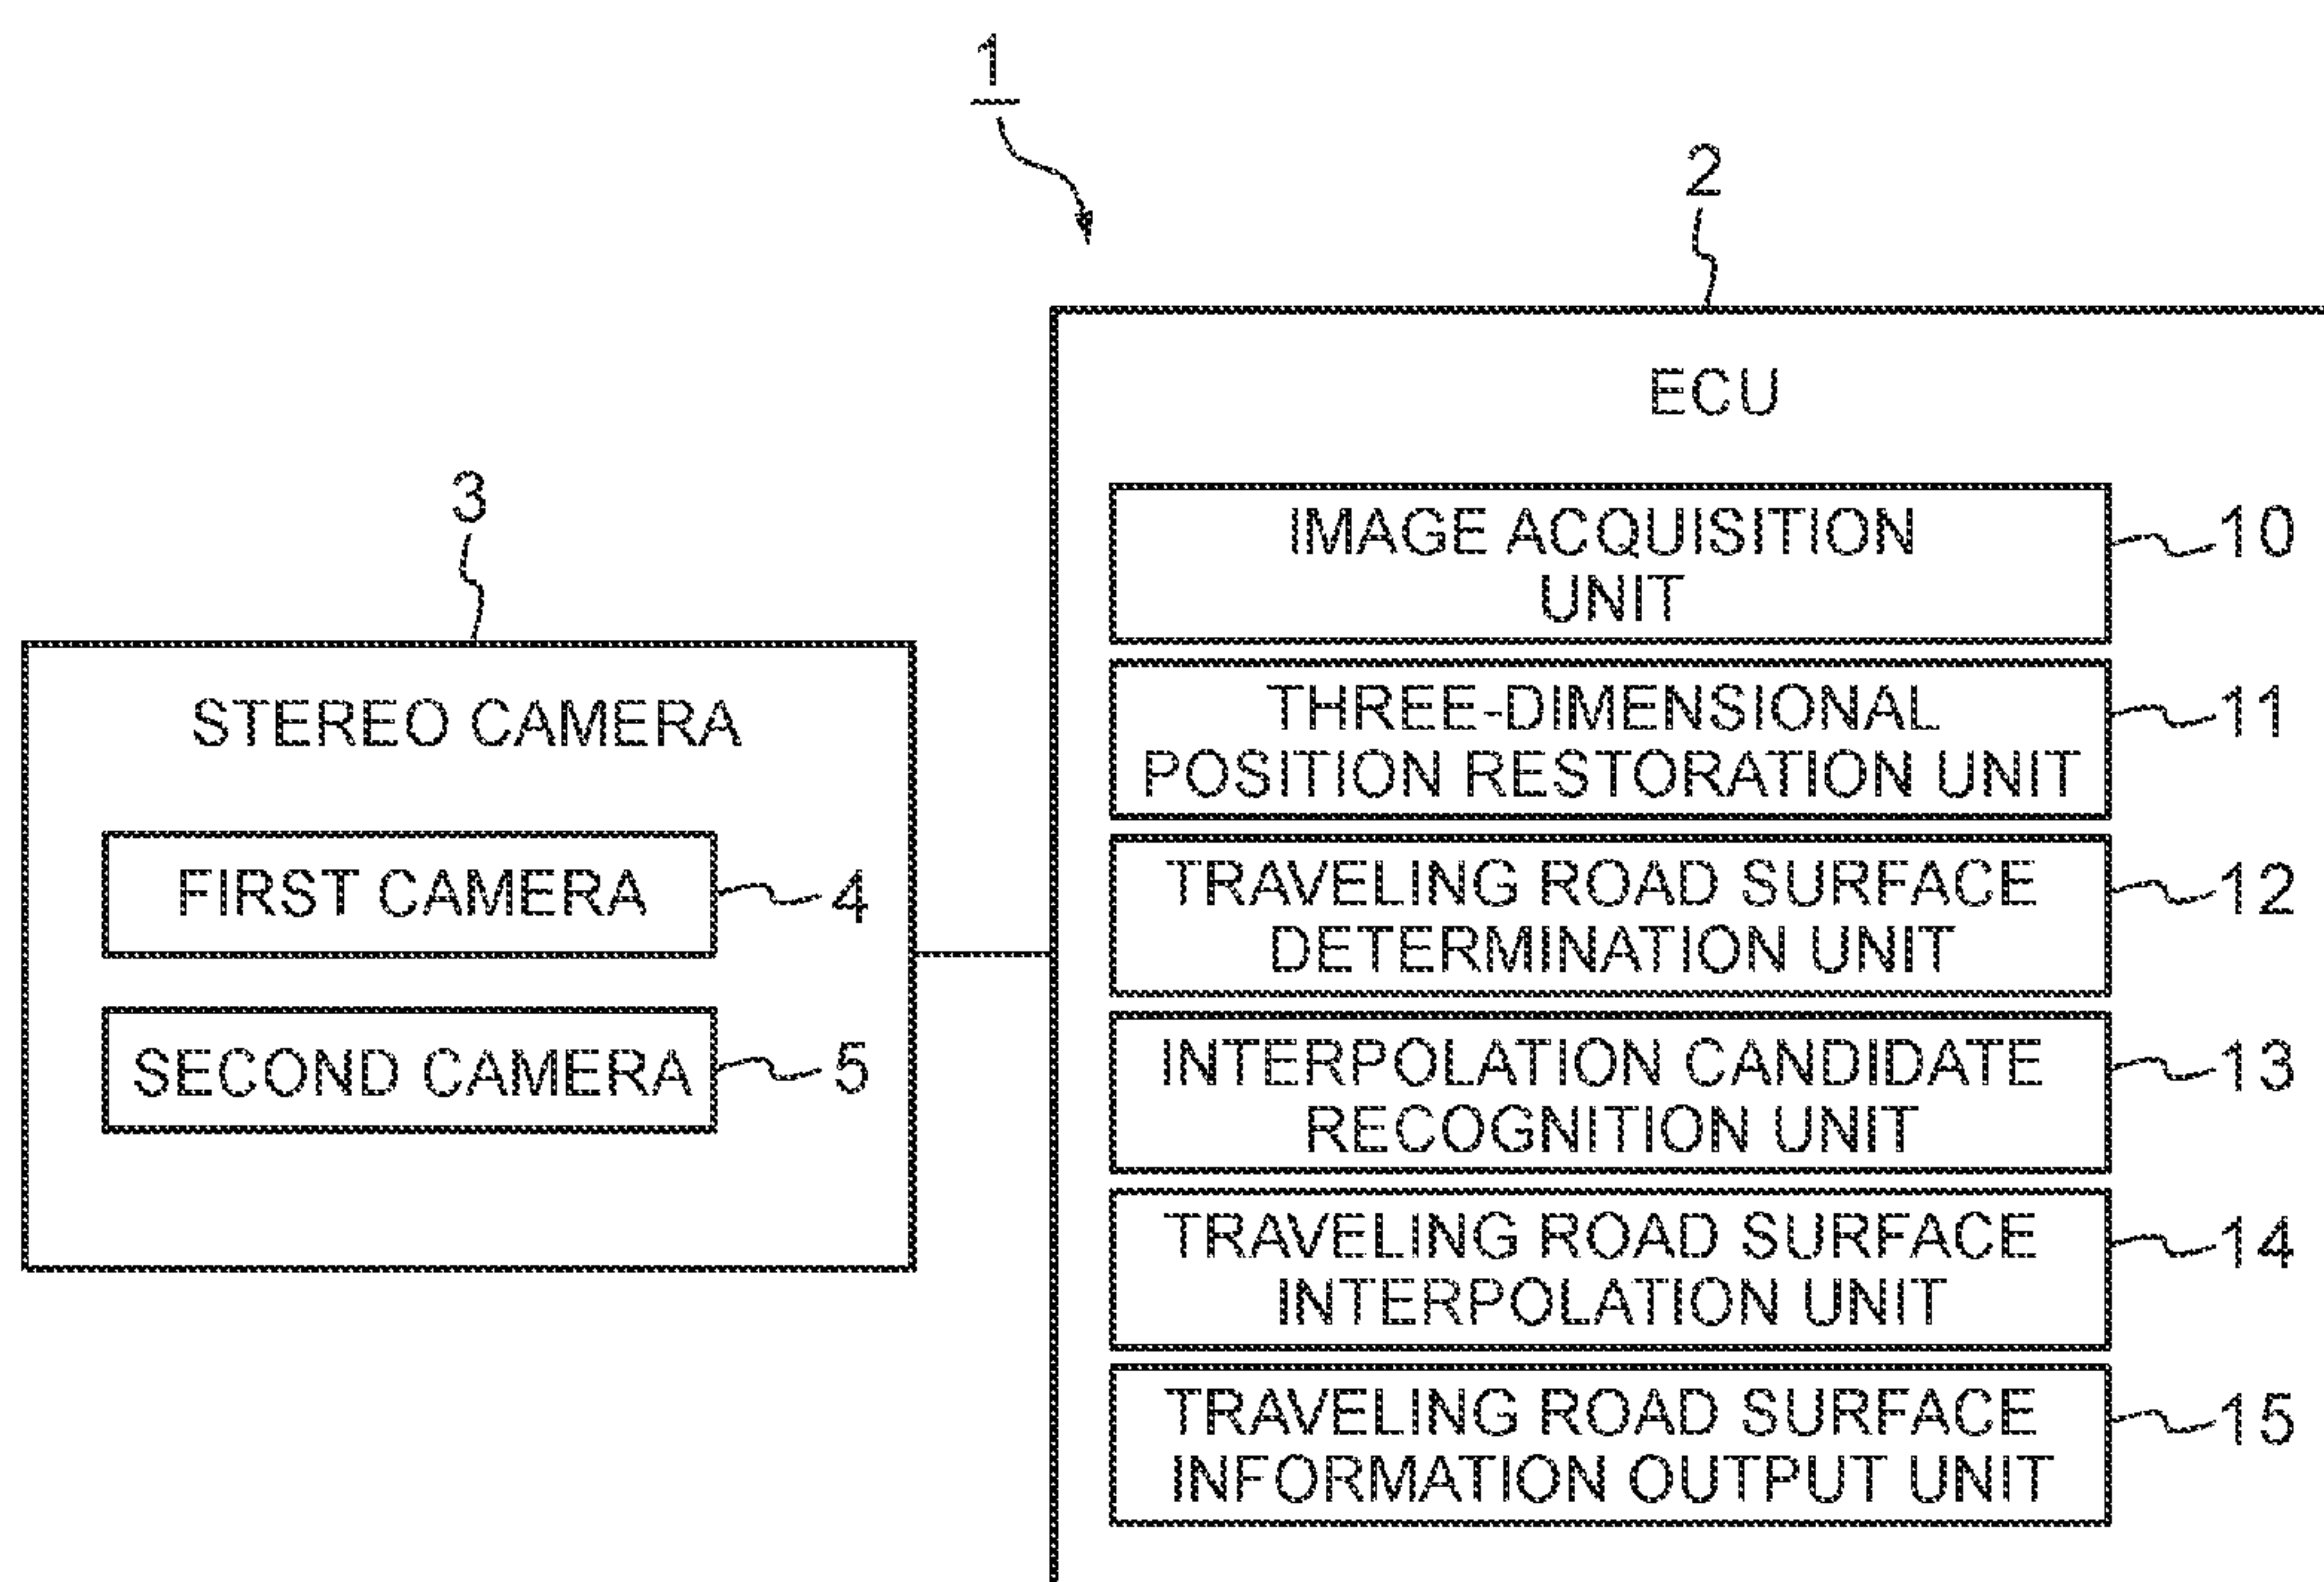 1
2
ECU
3
STEREO CAMERA
FIRST CAMERA
4
SECOND CAMERA
5
IMAGE ACQUISITION
UNIT
10
THREE-DIMENSIONAL
POSITION RESTORATION UNIT
11
TRAVELING ROAD SURFACE
DETERMINATION UNIT
12
INTERPOLATION CANDIDATE
RECOGNITION UNIT
13
TRAVELING ROAD SURFACE
INTERPOLATION UNIT
14
TRAVELING ROAD SURFACE
INFORMATION OUTPUT UNIT
15